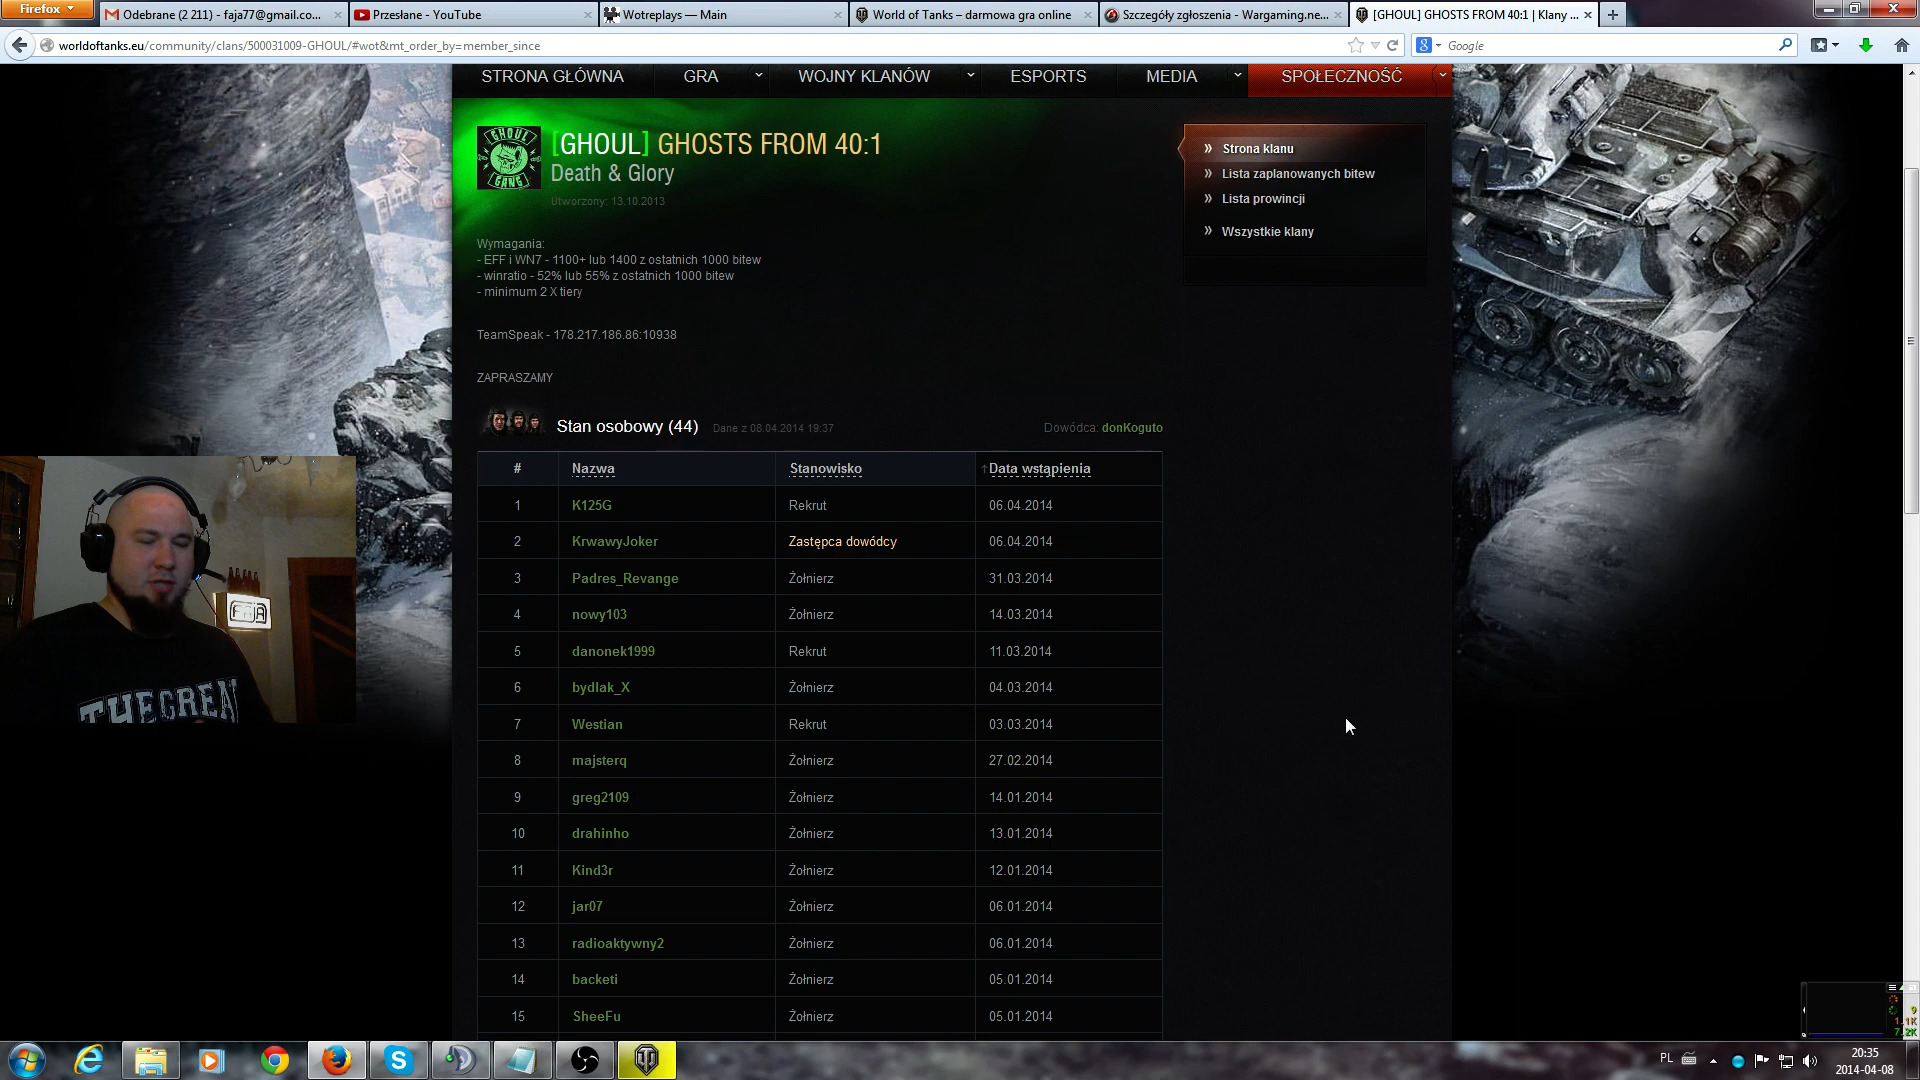 Firefox
Odebrane (2 211) - faja77@gmail.co...
Przesłane - YouTube
Wotreplays — Main
World of Tanks – darmowa gra online
Szczegóły zgłoszenia - Wargaming.ne...
[GHOUL] GHOSTS FROM 40:1 | Klany ...
worldoftanks.eu/community/clans/500031009-GHOUL/#wot&mt_order_by=member_since
Google
STRONA GŁÓWNA
GRA
WOJNY KLANÓW
ESPORTS
MEDIA
SPOŁECZNOŚĆ
GHOUL
GANG
[GHOUL] GHOSTS FROM 40:1
Death & Glory
Utworzony: 13.10.2013
Strona klanu
Lista zaplanowanych bitew
Lista prowincji
Wszystkie klany
Wymagania:
- EFF i WN7 - 1100+ lub 1400 z ostatnich 1000 bitew
- winratio - 52% lub 55% z ostatnich 1000 bitew
- minimum 2 X tiery
TeamSpeak - 178.217.186.86:10938
ZAPRASZAMY
Stan osobowy (44) Dane z 08.04.2014 19:37 Dowódca: donKoguto
# Nazwa Stanowisko ↑Data wstąpienia
1 K125G Rekrut 06.04.2014
2 KrwawyJoker Zastępca dowódcy 06.04.2014
3 Padres_Revange Żołnierz 31.03.2014
4 nowy103 Żołnierz 14.03.2014
5 danonek1999 Rekrut 11.03.2014
6 bydlak_X Żołnierz 04.03.2014
7 Westian Rekrut 03.03.2014
8 majsterq Żołnierz 27.02.2014
9 greg2109 Żołnierz 14.01.2014
10 drahinho Żołnierz 13.01.2014
11 Kind3r Żołnierz 12.01.2014
12 jar07 Żołnierz 06.01.2014
13 radioaktywny2 Żołnierz 06.01.2014
14 backeti Żołnierz 05.01.2014
15 SheeFu Żołnierz 05.01.2014
FAJA
THEGREN
9
1.1K
7.2K
PL
20:35
2014-04-08